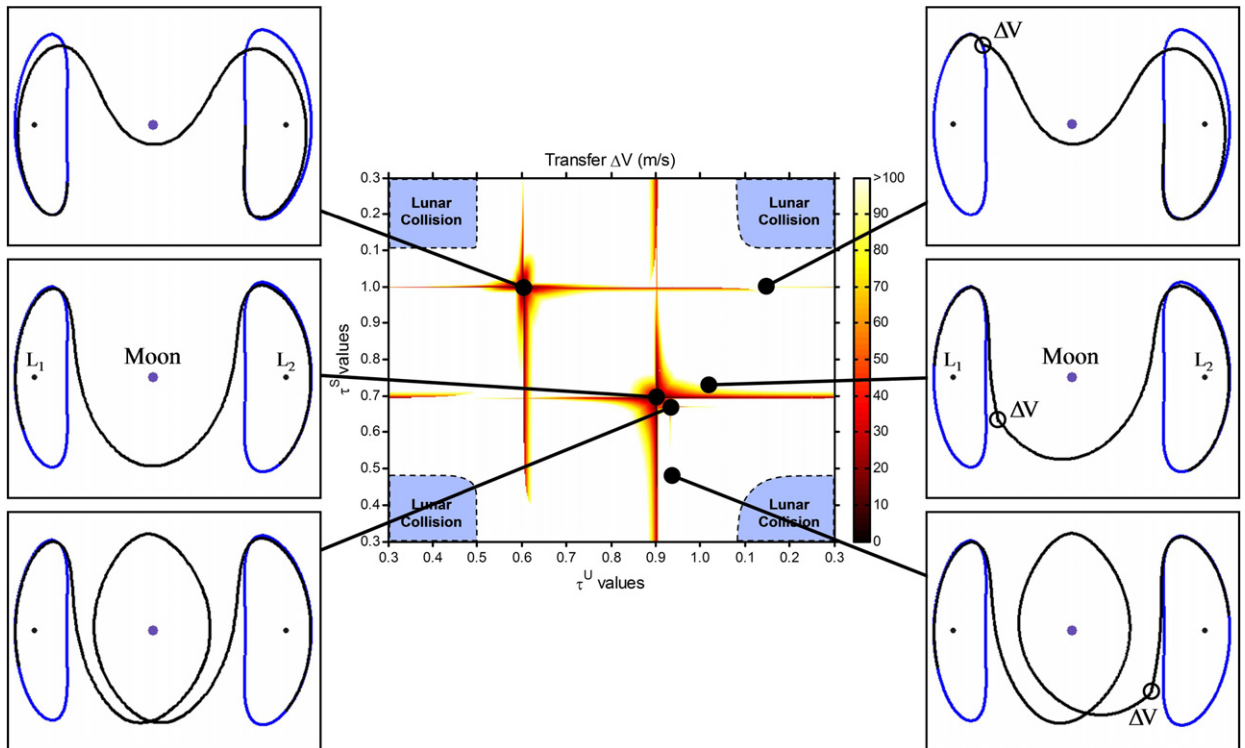 ΔV
Transfer ΔV (m/s)
0.3
0.2
0.1
1.0
0.9
0.8
0.7
0.6
0.5
0.4
0.3
τˢ values
Lunar
Collision
Lunar
Collision
Lunar
Collision
Lunar
Collision
>100
90
80
70
60
50
40
30
20
10
0
0.3 0.4 0.5 0.6 0.7 0.8 0.9 1.0 0.1 0.2 0.3
τᵁ values
L₁ Moon L₂
L₁ Moon L₂
ΔV
ΔV